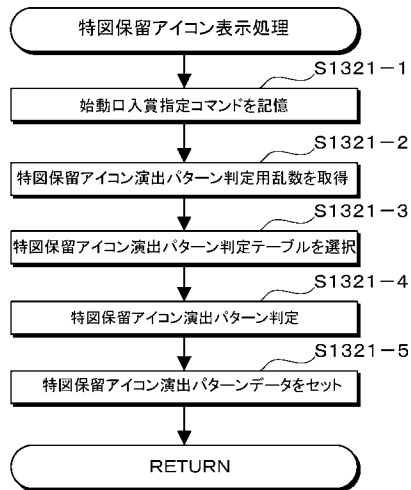 特図保留アイコン表示処理
S1321-1
始動口入賞指定コマンドを記憶
S1321-2
特図保留アイコン演出パターン判定用乱数を取得
S1321-3
特図保留アイコン演出パターン判定テーブルを選択
S1321-4
特図保留アイコン演出パターン判定
S1321-5
特図保留アイコン演出パターンデータをセット
RETURN